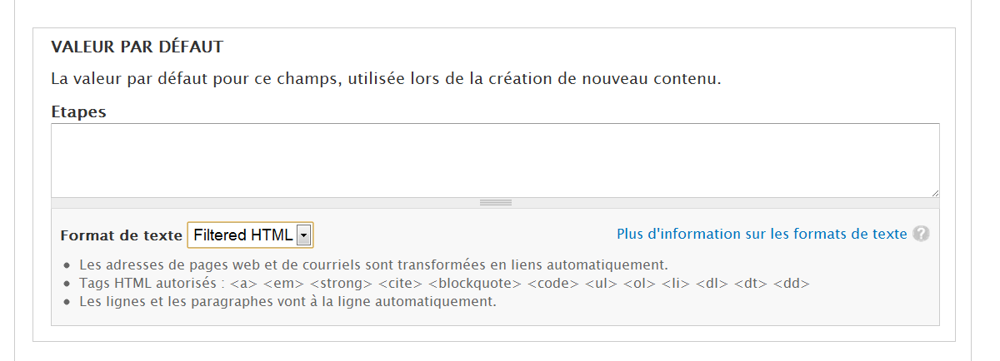 VALEUR PAR DÉFAUT
La valeur par défaut pour ce champs, utilisée lors de la création de nouveau contenu.
Etapes
Format de texte Filtered HTML Plus d'information sur les formats de texte ?
Les adresses de pages web et de courriels sont transformées en liens automatiquement.
Tags HTML autorisés : <a> <em> <strong> <cite> <blockquote> <code> <ul> <ol> <li> <dl> <dt> <dd>
Les lignes et les paragraphes vont à la ligne automatiquement.